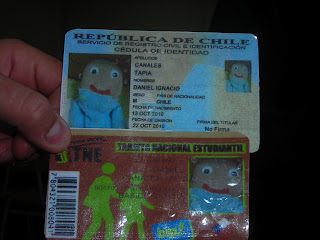 REPÚBLICA DE CHILE
SERVICIO DE REGISTRO CIVIL E IDENTIFICACIÓN
CÉDULA DE IDENTIDAD
APELLIDOS
CANALES
TAPIA
NOMBRES
DANIEL IGNACIO
SEXO PAIS DE NACIONALIDAD
M CHILE
FECHA DE NACIMIENTO
13 OCT 2010
FECHA DE EMISIÓN
22 OCT 2010
FIRMA DEL TITULAR
No Firma
TNE
TARJETA NACIONAL ESTUDIANTIL